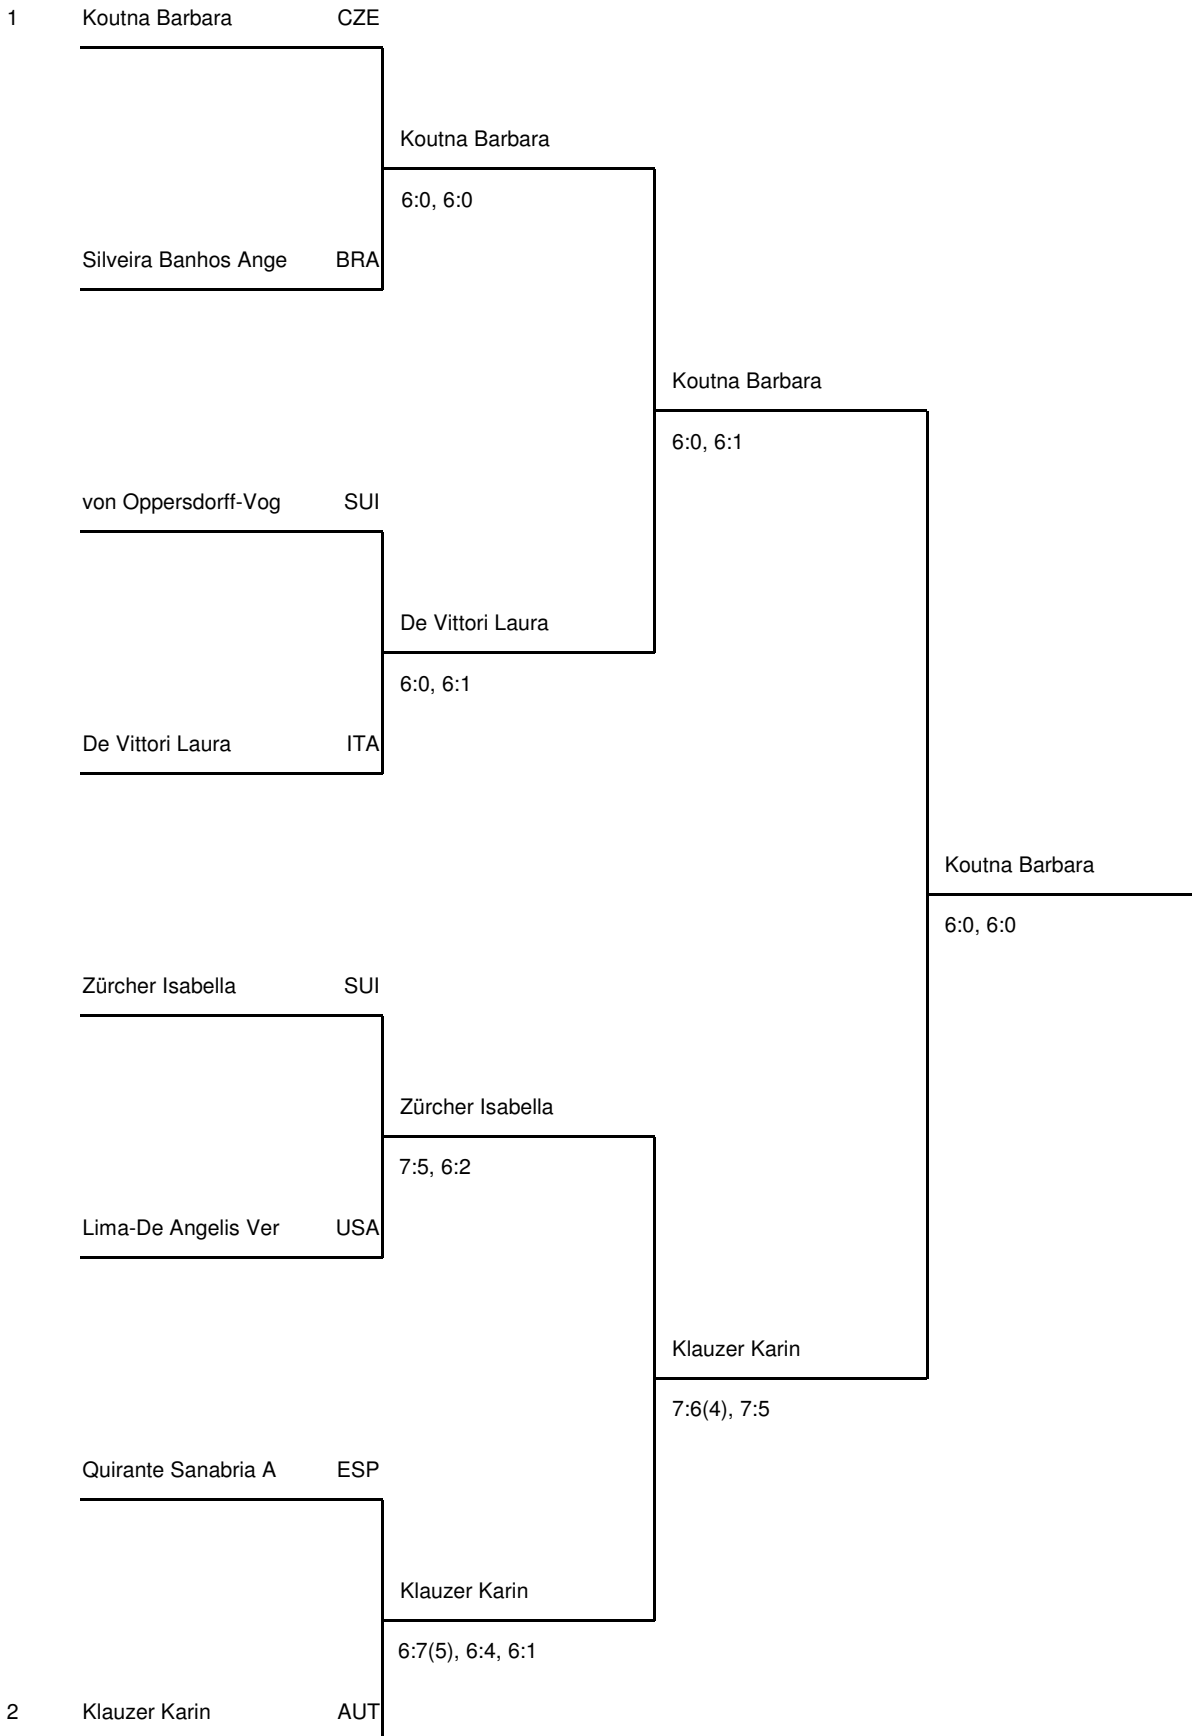 1 Koutna Barbara CZE
Koutna Barbara
6:0, 6:0
Silveira Banhos Ange BRA
Koutna Barbara
6:0, 6:1
von Oppersdorff-Vog SUI
De Vittori Laura
6:0, 6:1
De Vittori Laura ITA
Koutna Barbara
6:0, 6:0
Zürcher Isabella SUI
Zürcher Isabella
7:5, 6:2
Lima-De Angelis Ver USA
Klauzer Karin
7:6(4), 7:5
Quirante Sanabria A ESP
Klauzer Karin
6:7(5), 6:4, 6:1
2 Klauzer Karin AUT